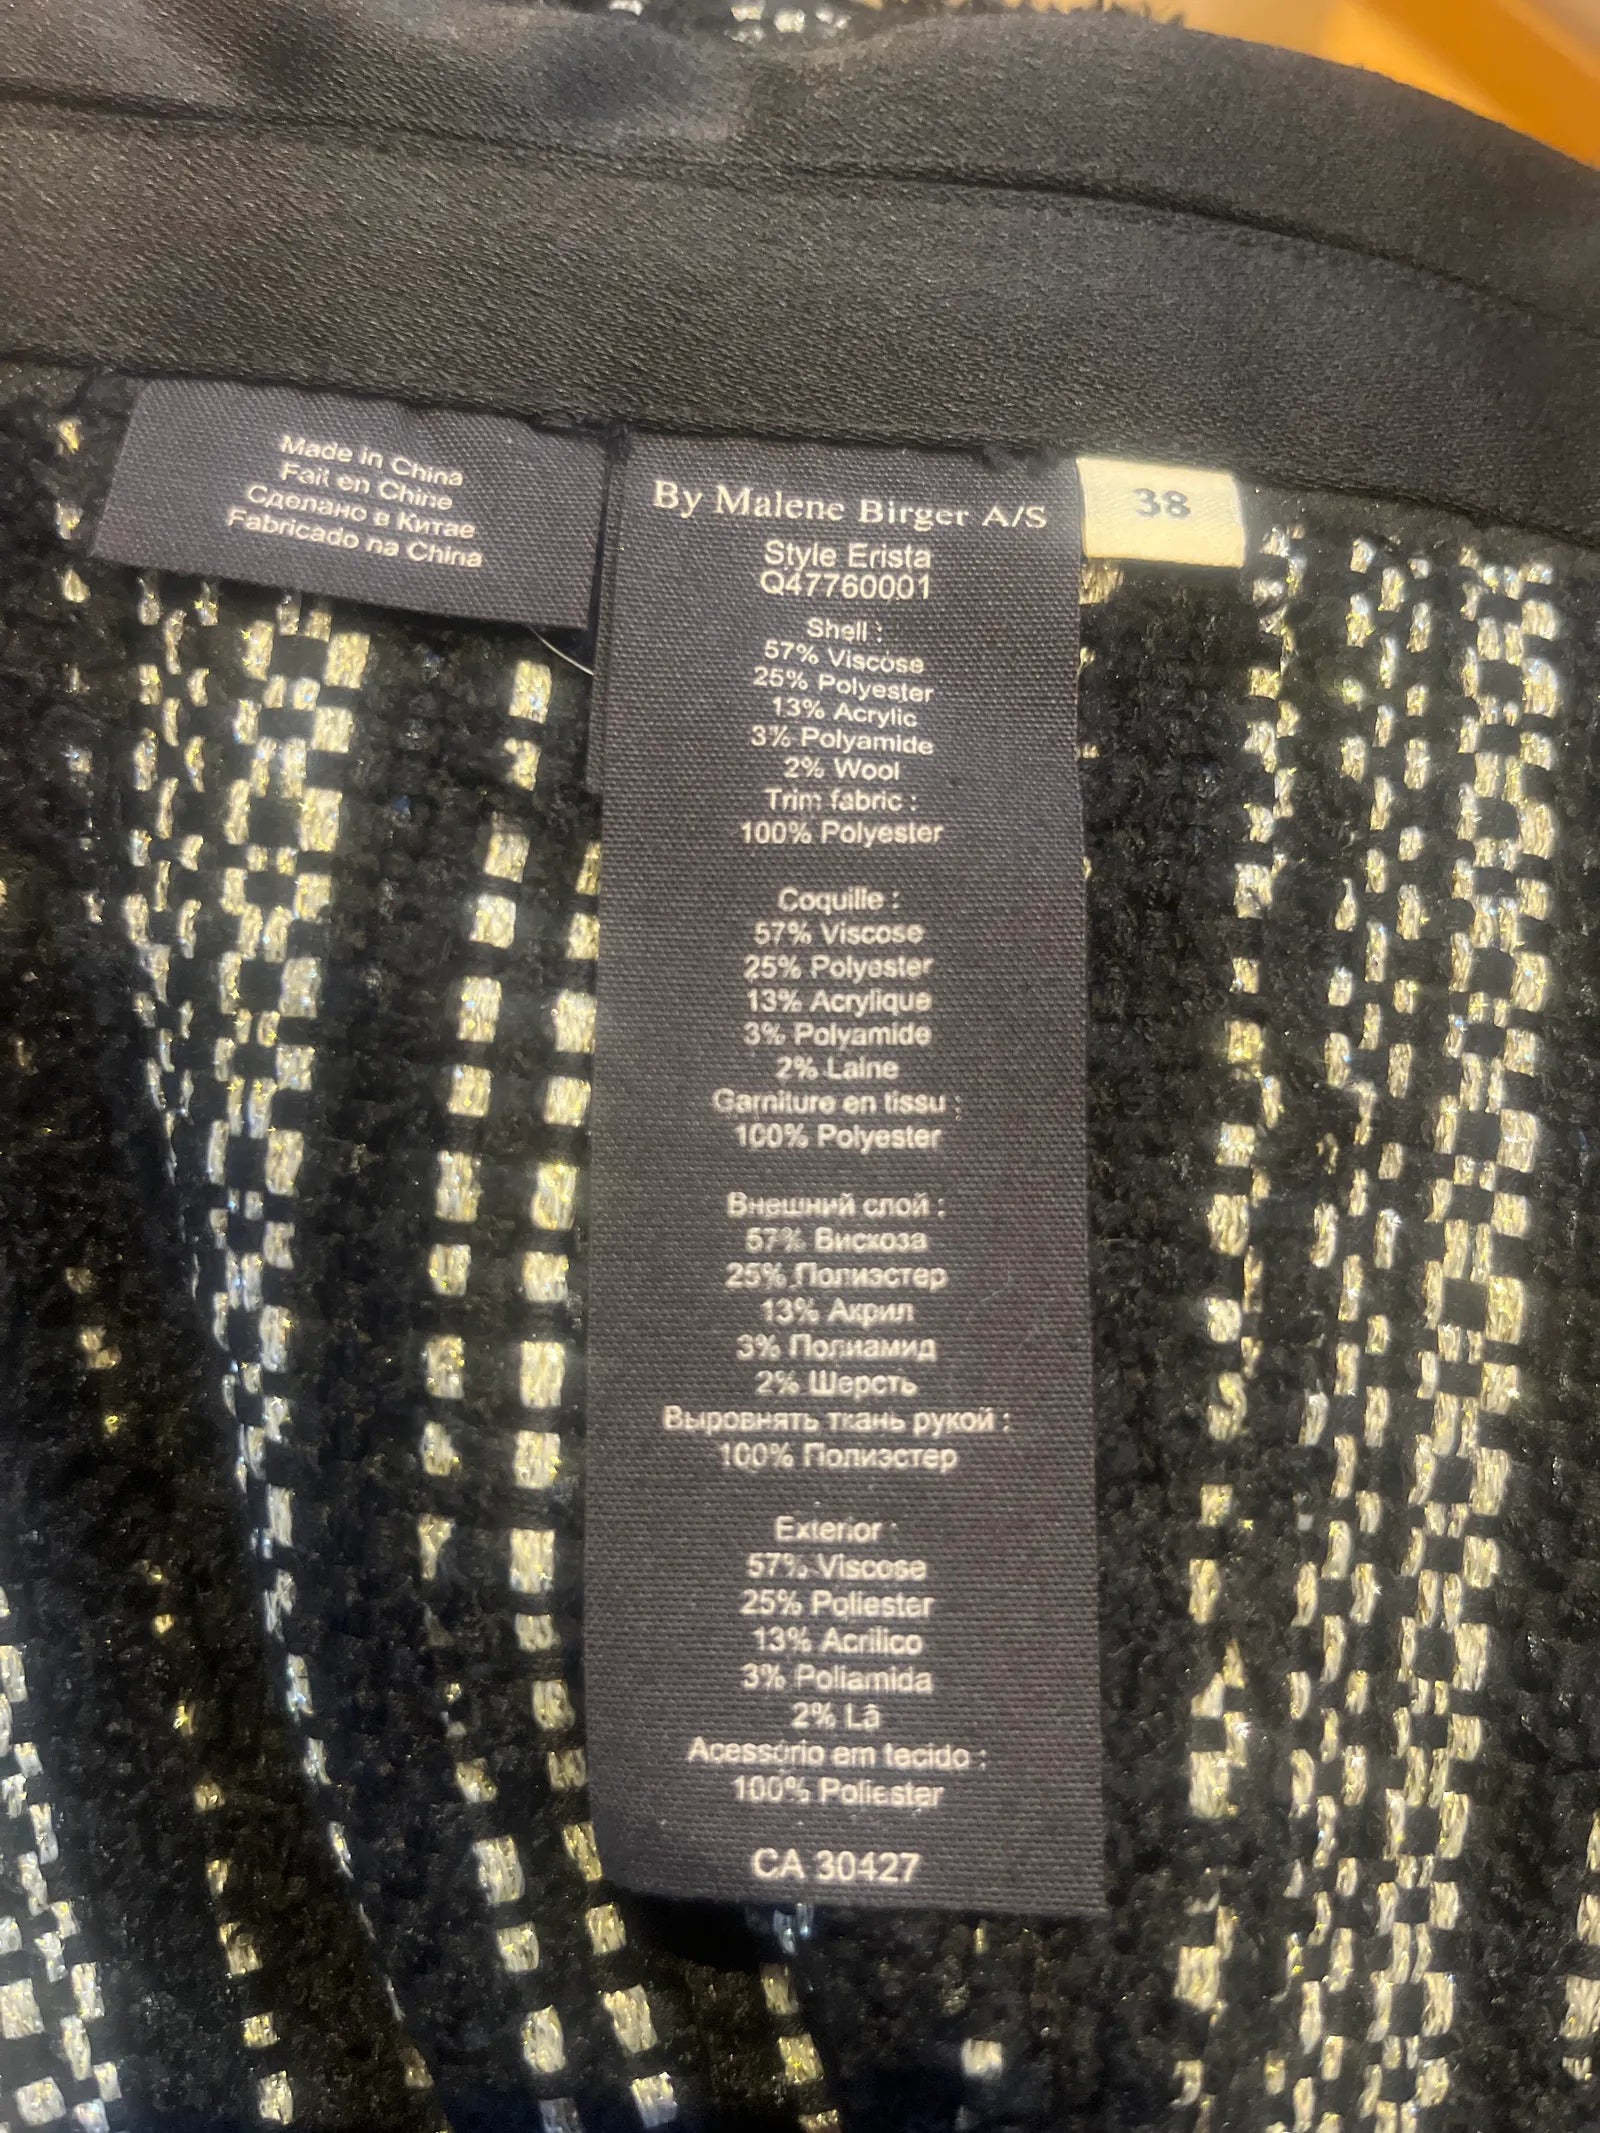 Made in China
Fait en Chine
Сделано в Китае
Fabricado na China
By Malene Birger A/S
38
Style Erista
Q47760001
Shell :
57% Viscose
25% Polyester
13% Acrylic
3% Polyamide
2% Wool
Trim fabric :
100% Polyester
Coquille :
57% Viscose
25% Polyester
13% Acrylique
3% Polyamide
2% Laine
Garniture en tissu :
100% Polyester
Внешний слой :
57% Вискоза
25% Полиэстер
13% Акрил
3% Полиамид
2% Шерсть
Выровнять ткань рукой :
100% Полиэстер
Exterior :
57% Viscose
25% Poliester
13% Acrilico
3% Poliamida
2% Lã
Acessório em tecido :
100% Poliester
CA 30427